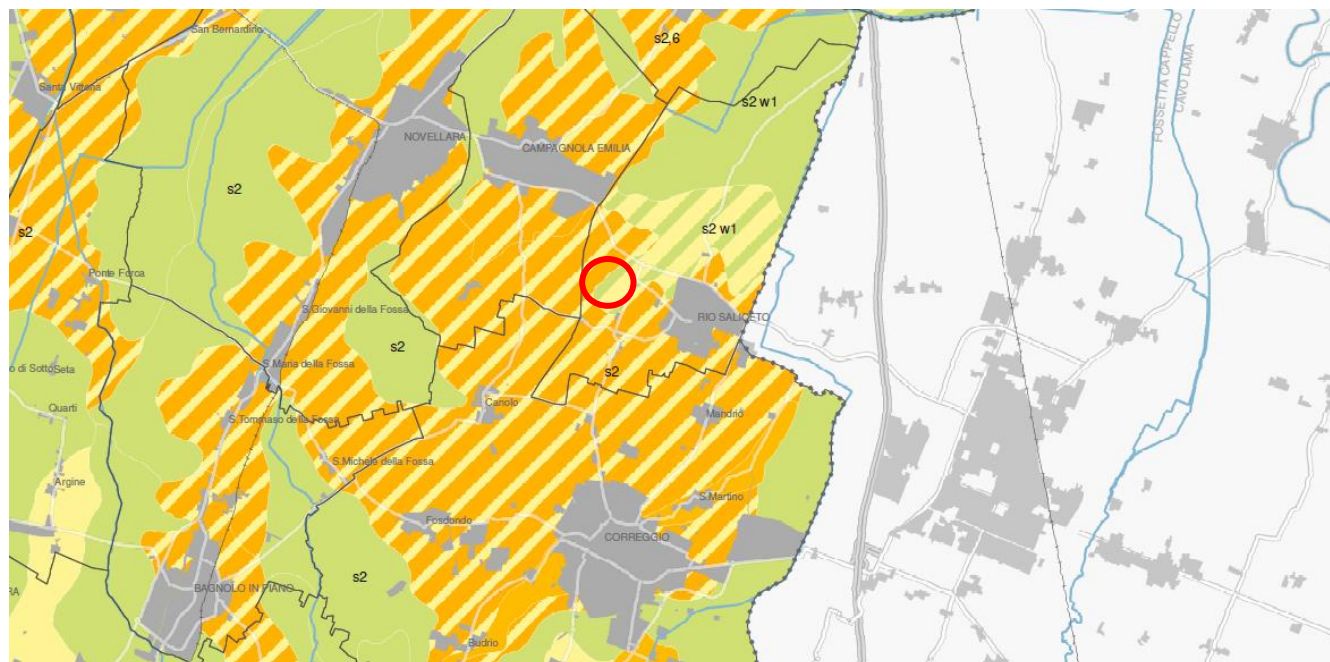 San Bernardino
s2,6
Santa Vittoria
s2 w1
FOSSETTA CAPPELLO
CAVO LAMA
NOVELLARA
CAMPAGNOLA EMILIA
s2
s2
s2 w1
Ponte Forca
S.Giovanni della Fossa
RIO SALICETO
s2
S.Maria della Fossa
di Sotto
Seta
s2
Canolo
Quarti
S.Tommaso della Fossa
Mandrio
S.Michele della Fossa
Argine
S.Martino
Fosdondo
CORREGGIO
s2
BAGNOLO IN PIANO
RA
Budrio